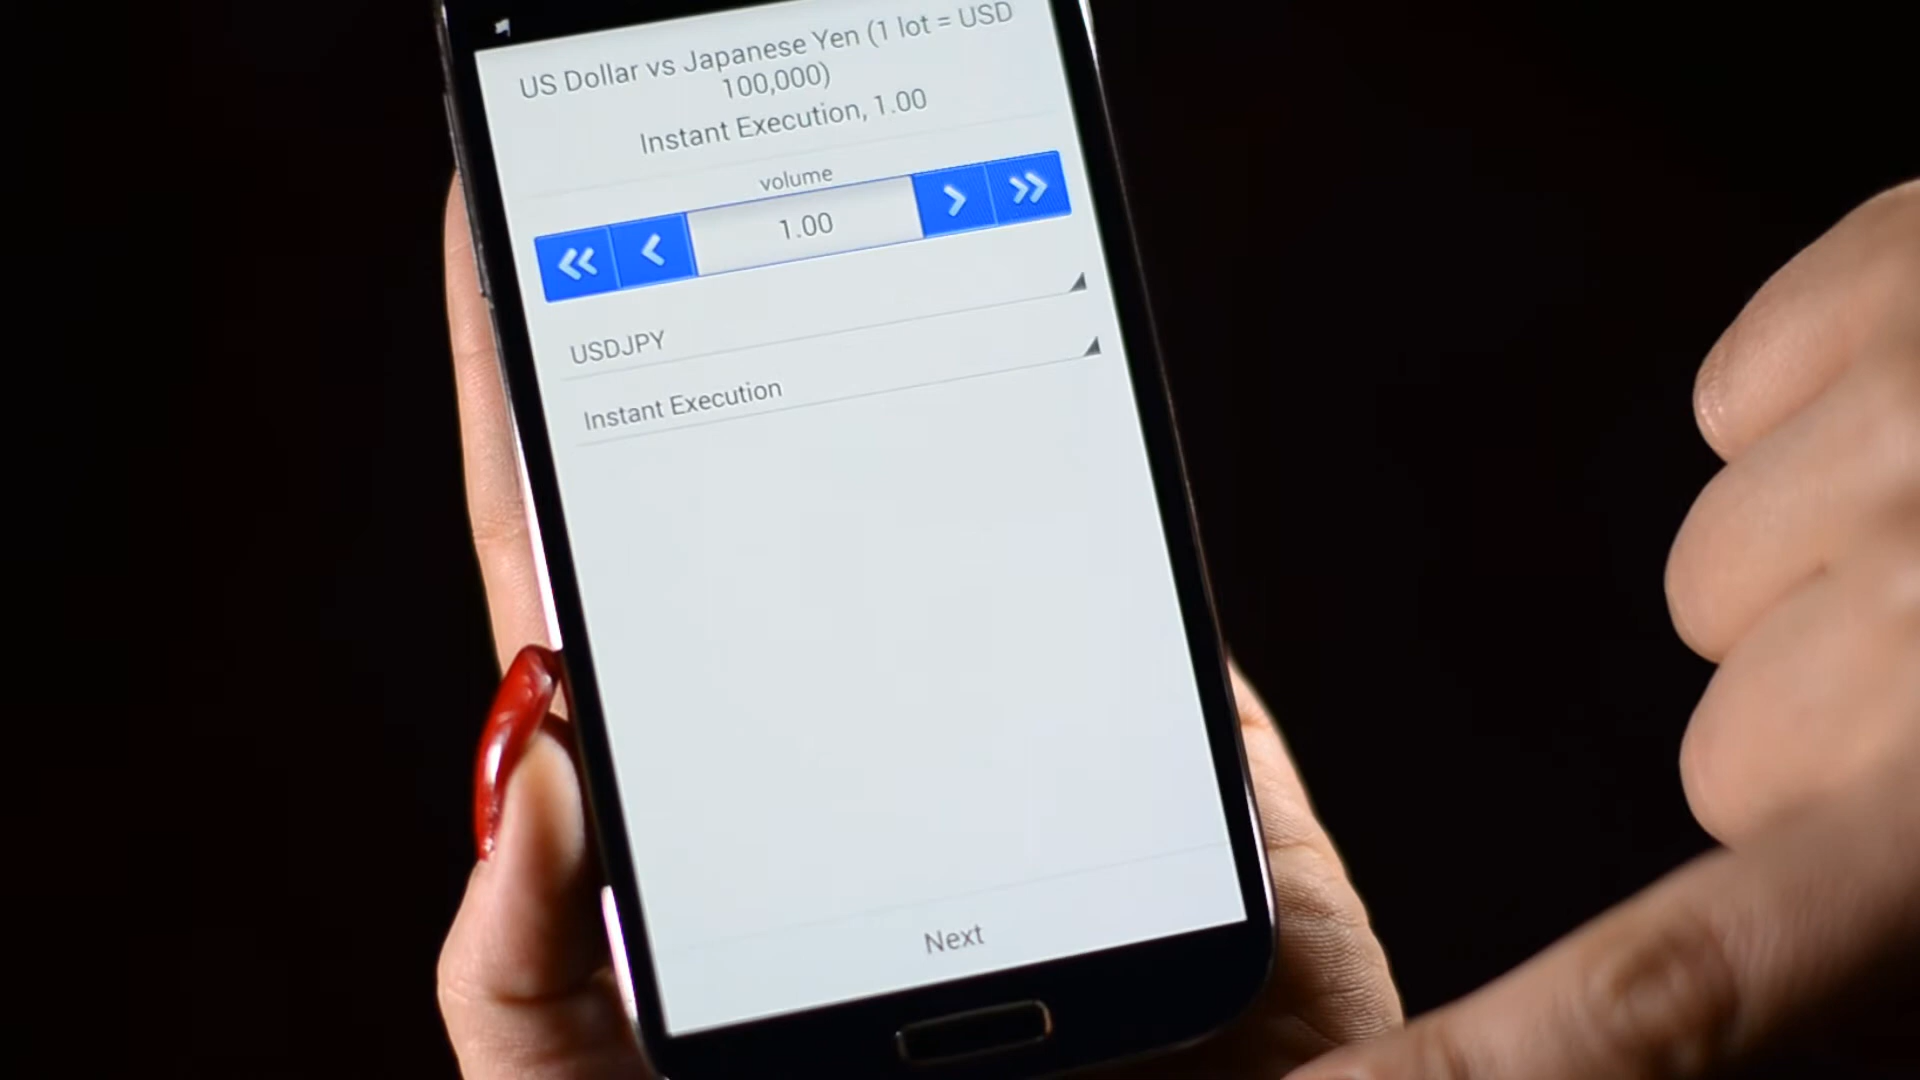 US Dollar vs Japanese Yen (1 lot = USD
100,000)
Instant Execution, 1.00
volume
1.00
USDJPY
Instant Execution
Next